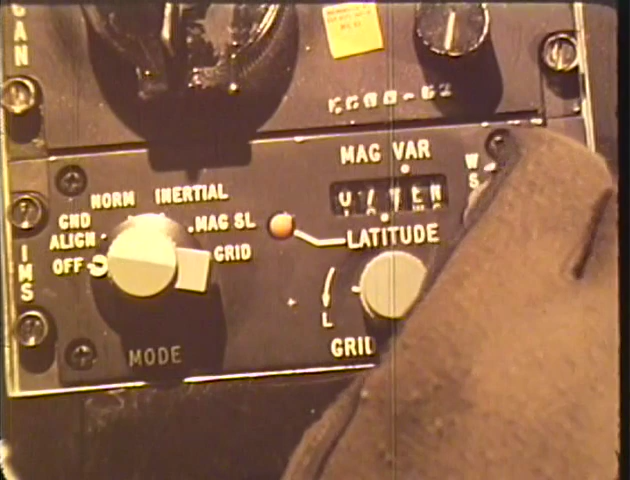 MAG VAR
W
S
NORM INERTIAL
GND
ALIGN
MAG SL
LATITUDE
OFF
GRID
IMS
L
MODE
GRID